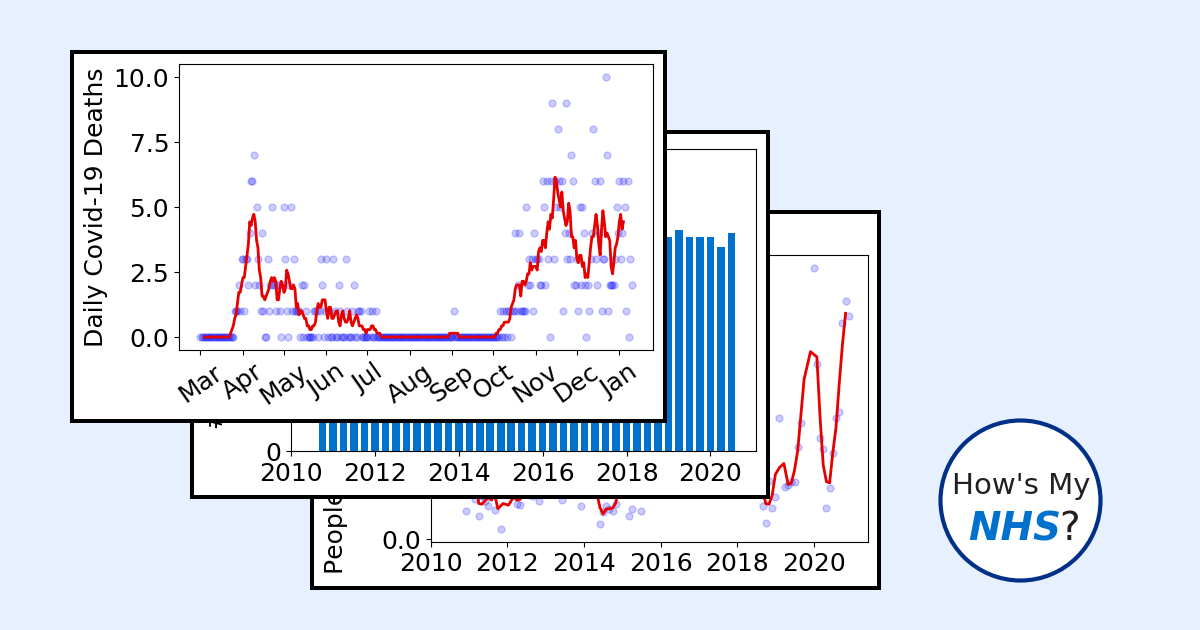 Daily Covid-19 Deaths
10.0
7.5
5.0
2.5
0.0
Mar Apr May Jun Jul Aug Sep Oct Nov Dec Jan
0
2010 2012 2014 2016 2018 2020
People
0.0
2010 2012 2014 2016 2018 2020
How's My
NHS?